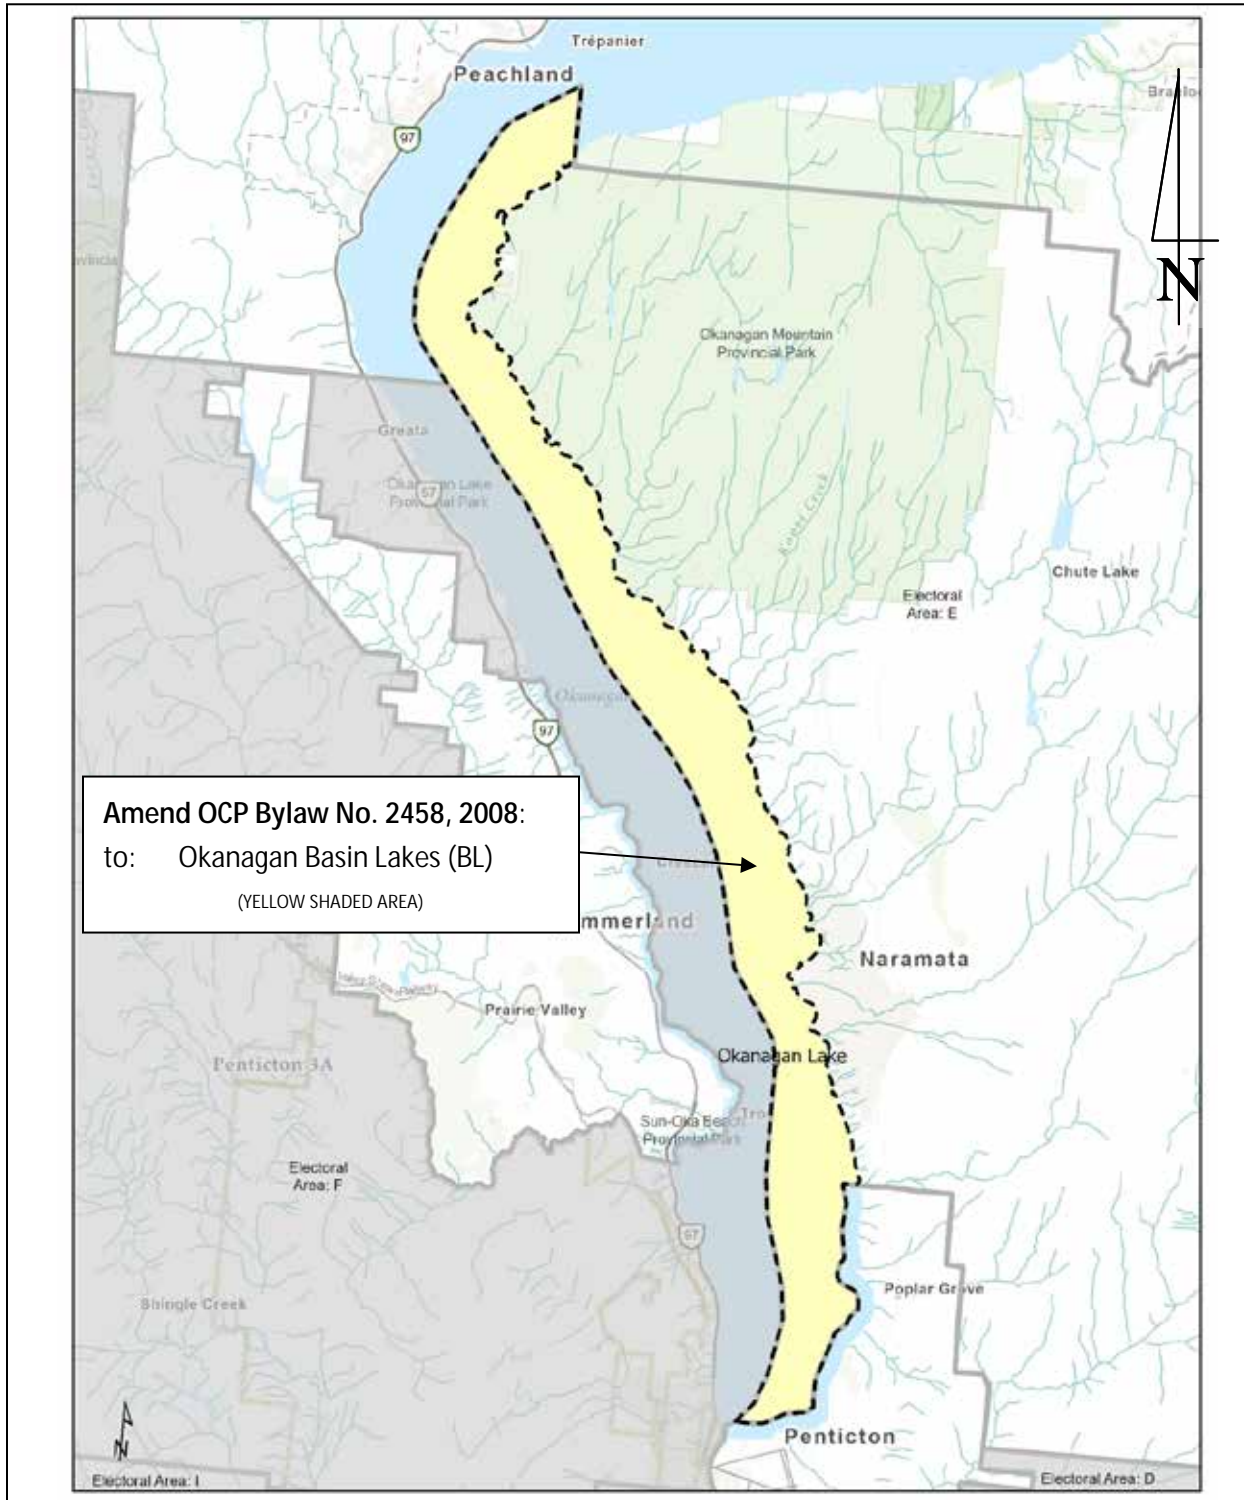 Trépanier
Peachland
97
N
Okanagan Mountain
Provincial Park
Greata
Okanagan Lake
Provincial Park
97
Chute Lake
Electoral
Area: E
Okanagan
97
Amend OCP Bylaw No. 2458, 2008:
to: Okanagan Basin Lakes (BL)
(YELLOW SHADED AREA)
mmerland
Naramata
Prairie Valley
Okanagan Lake
Penticton 3A
Sun-Oka Beach
Provincial Park
Electoral
Area: F
97
Poplar Grove
Shingle Creek
Penticton
N
Electoral Area: I
Electoral Area: D